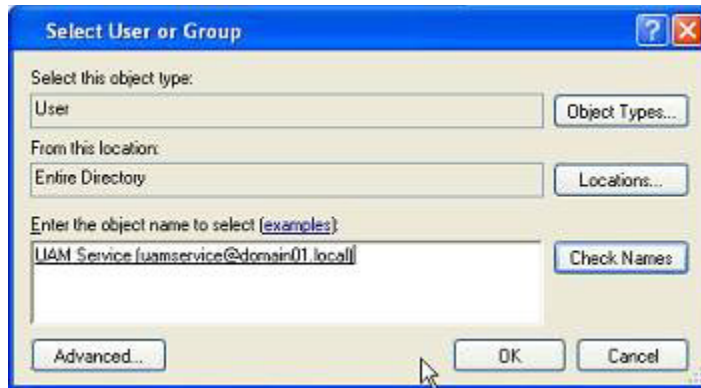 Select User or Group
Select this object type:
User
Object Types...
From this location:
Entire Directory
Locations...
Enter the object name to select (examples):
UAM Service (uamservice@domain01.local)
Check Names
Advanced...
OK
Cancel